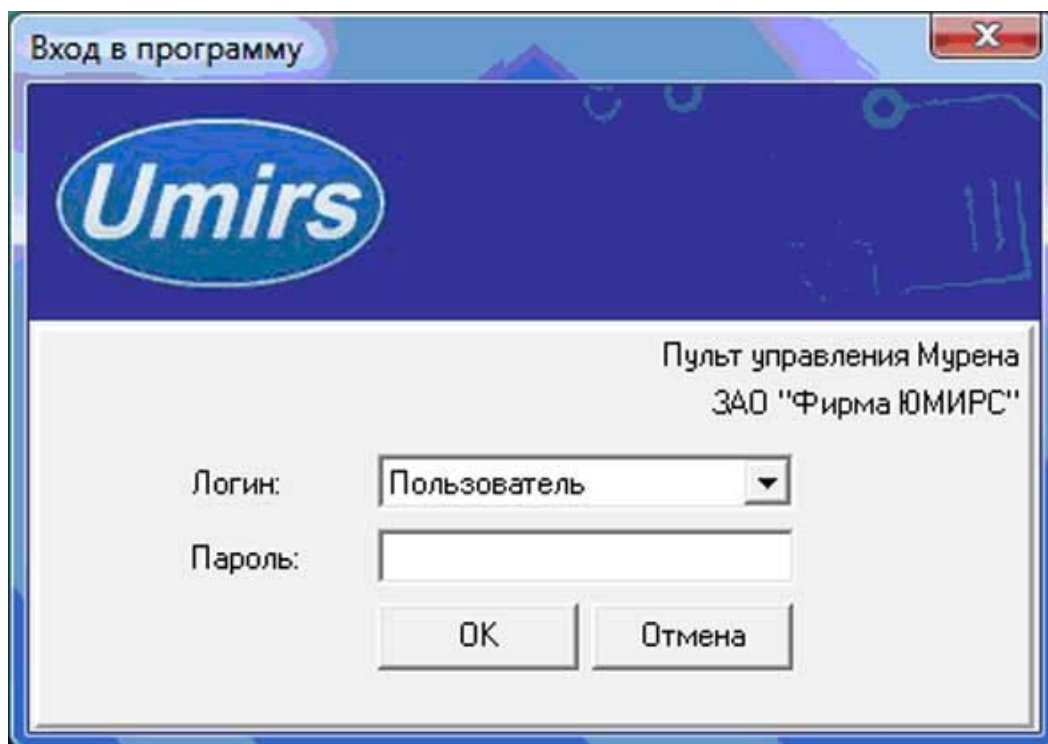 Вход в программу
Umirs
Пульт управления Мурена
ЗАО "Фирма ЮМИРС"
Логин: Пользователь
Пароль:
OK Отмена